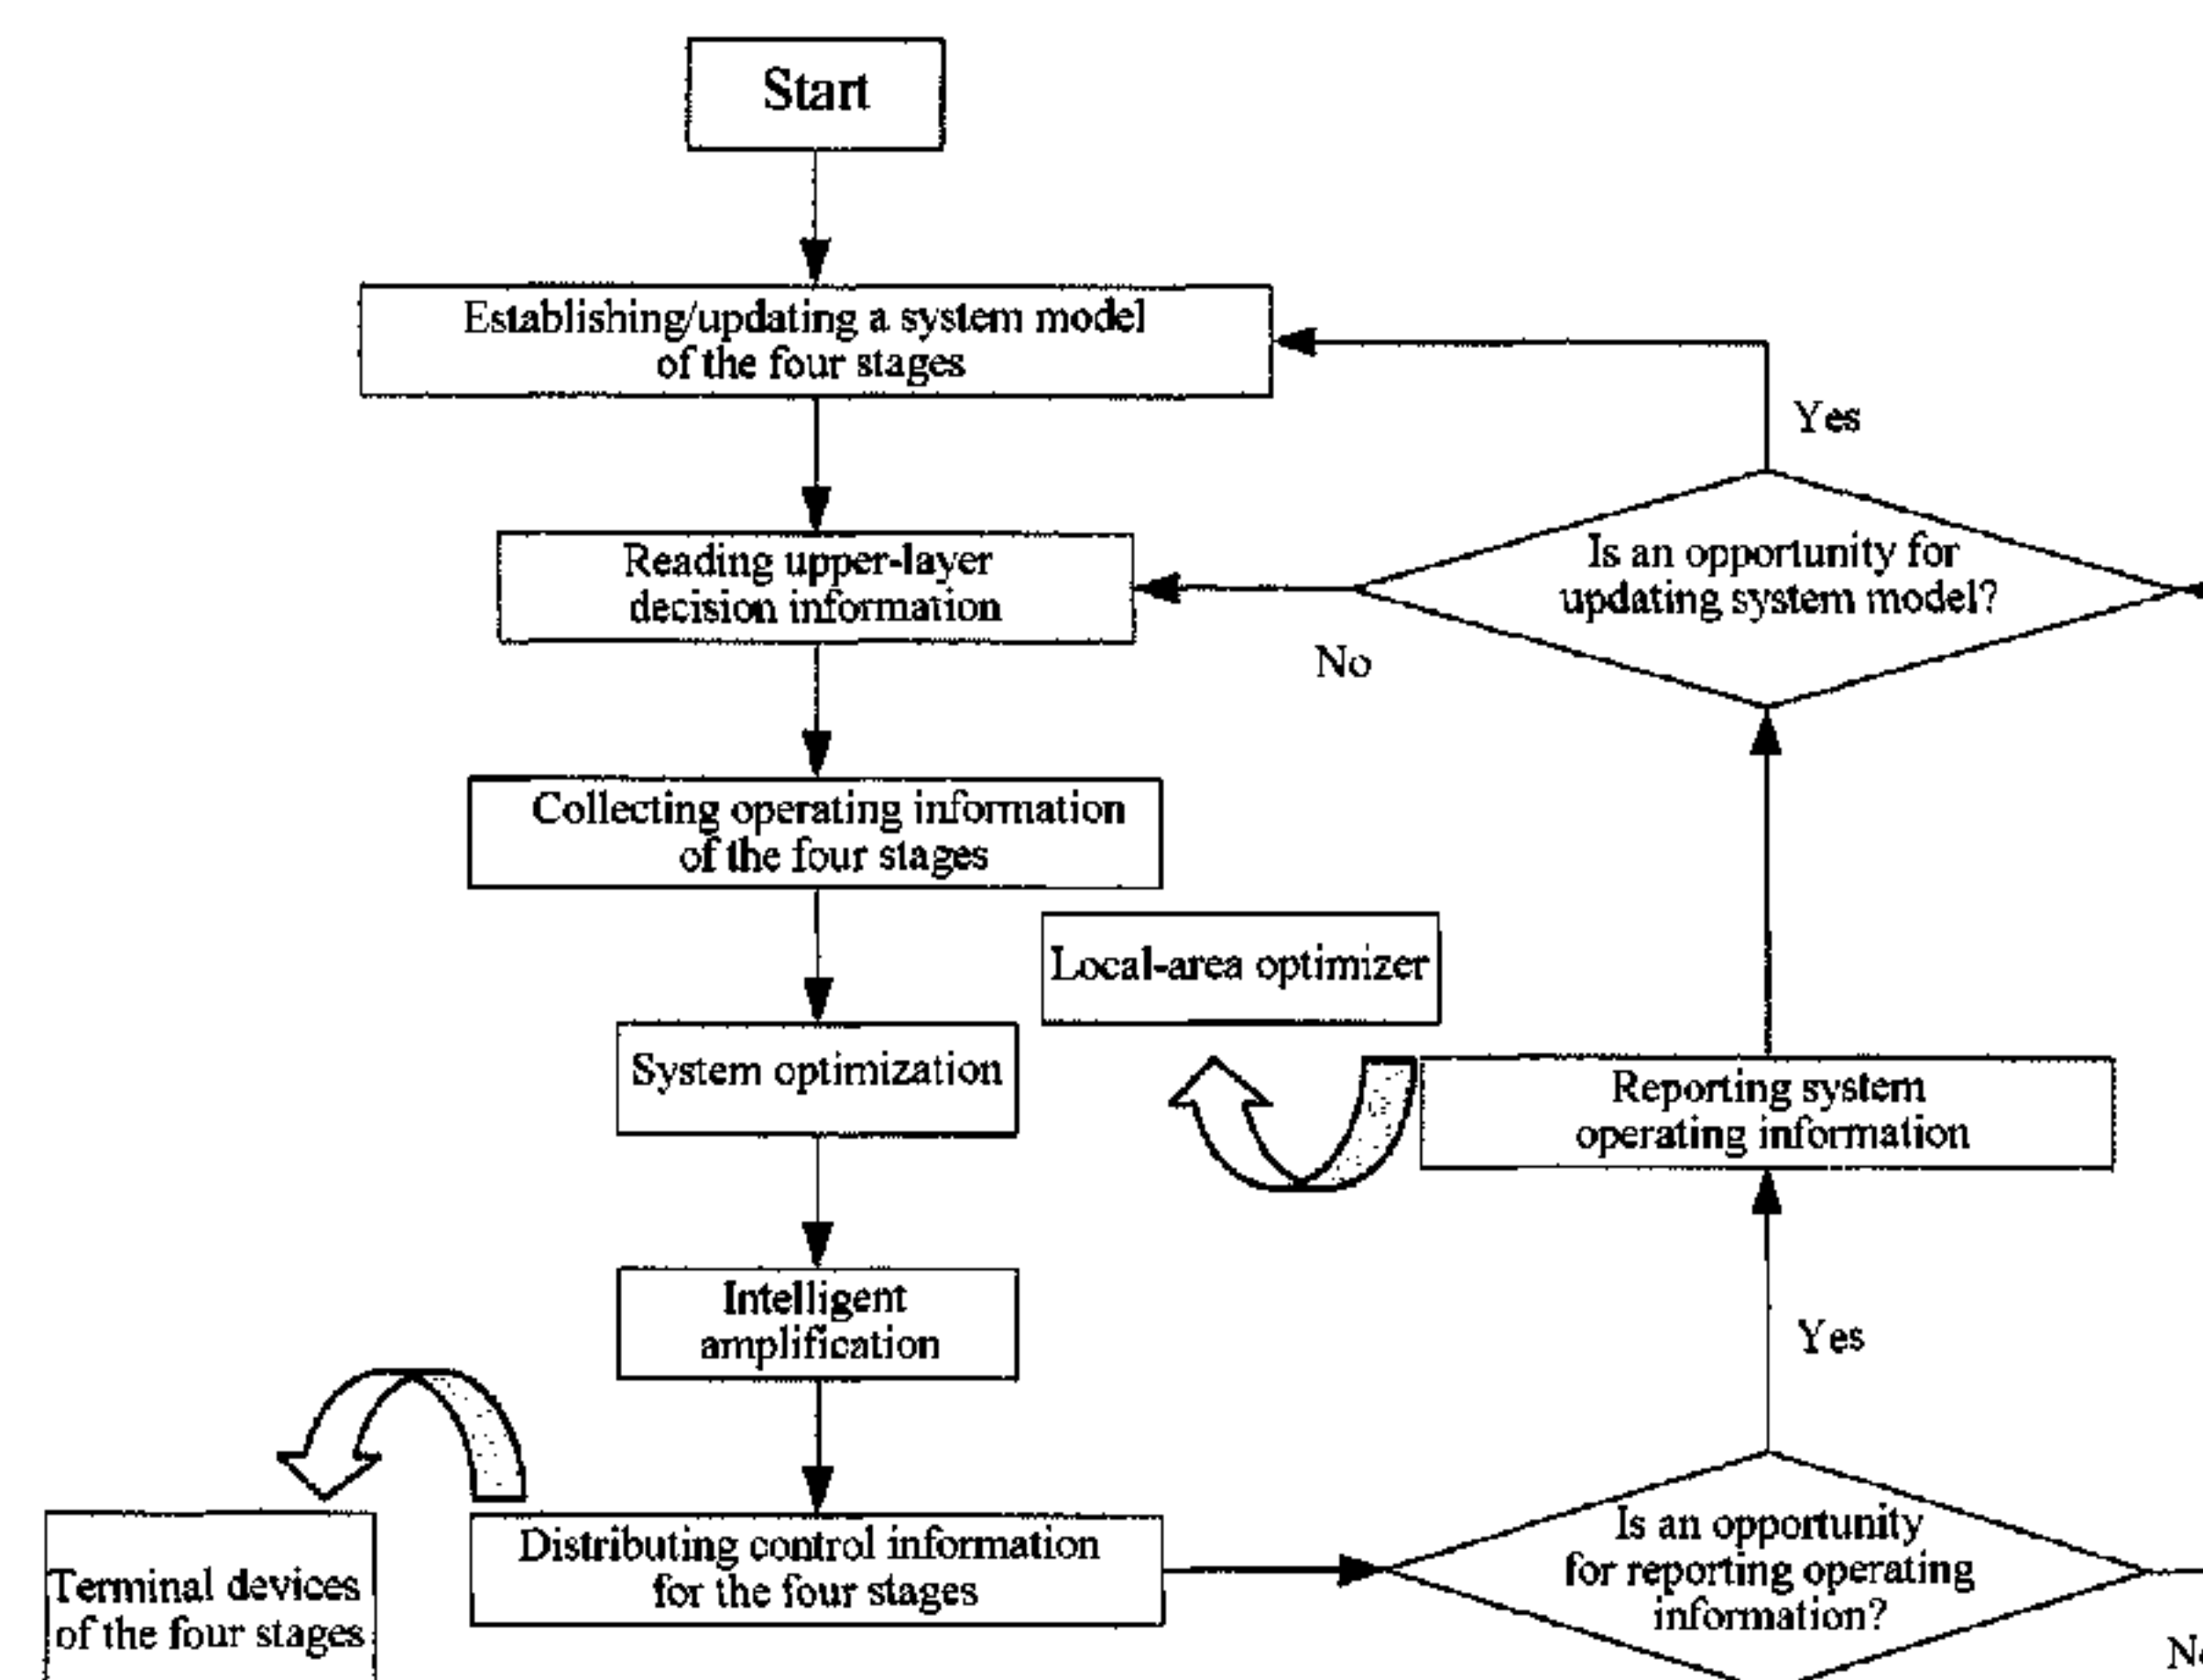 Start
Establishing/updating a system model
of the four stages
Yes
Reading upper-layer
decision information
Is an opportunity for
updating system model?
No
Collecting operating information
of the four stages
Local-area optimizer
System optimization
Reporting system
operating information
Intelligent
amplification
Yes
Distributing control information
for the four stages
Is an opportunity
for reporting operating
information?
Terminal devices
of the four stages